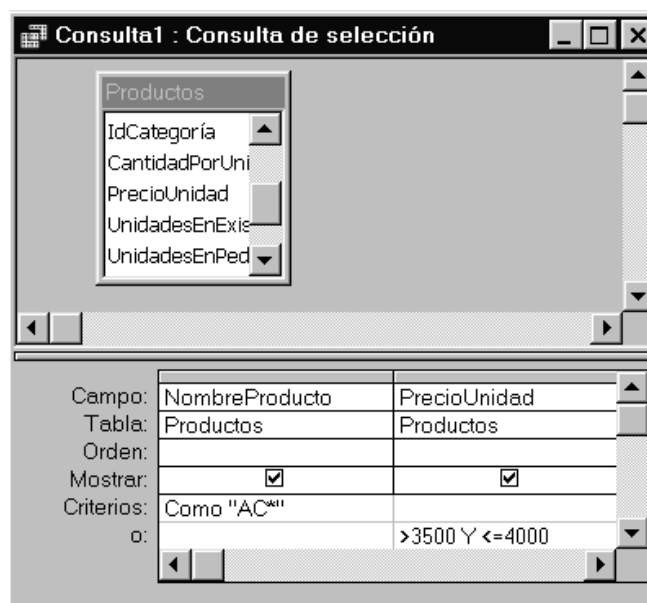 Consulta1 : Consulta de selección
Productos
IdCategoría
CantidadPorUni
PrecioUnidad
UnidadesEnExis
UnidadesEnPed
Campo: NombreProducto PrecioUnidad
Tabla: Productos Productos
Orden:
Mostrar:
Criterios: Como "AC*"
o: >3500 Y <=4000